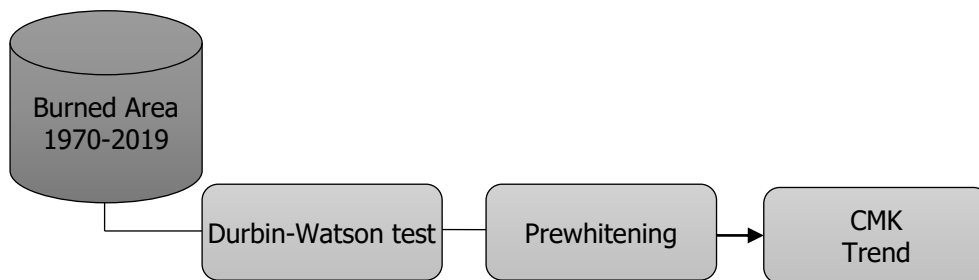 Burned Area
1970-2019
Durbin-Watson test
Prewhitening
CMK
Trend